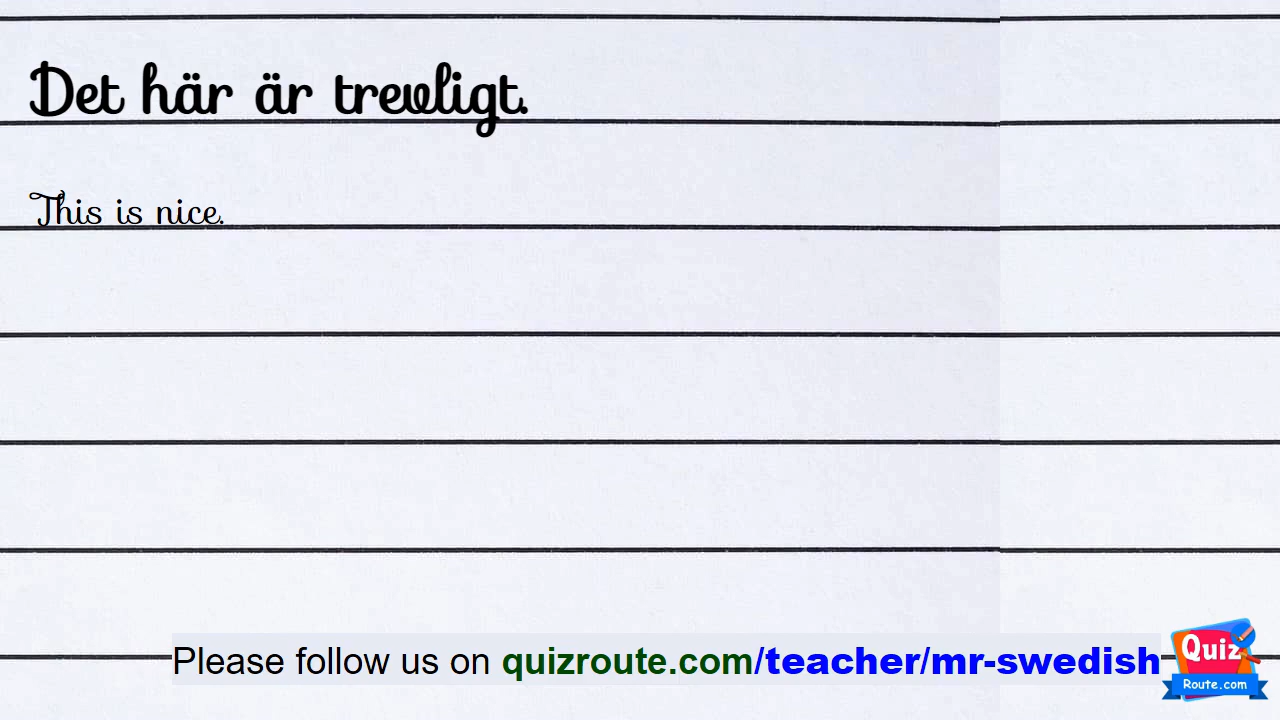 Det här är trevligt.
This is nice.
Please follow us on quizroute.com/teacher/mr-swedish
Quiz
Route.com